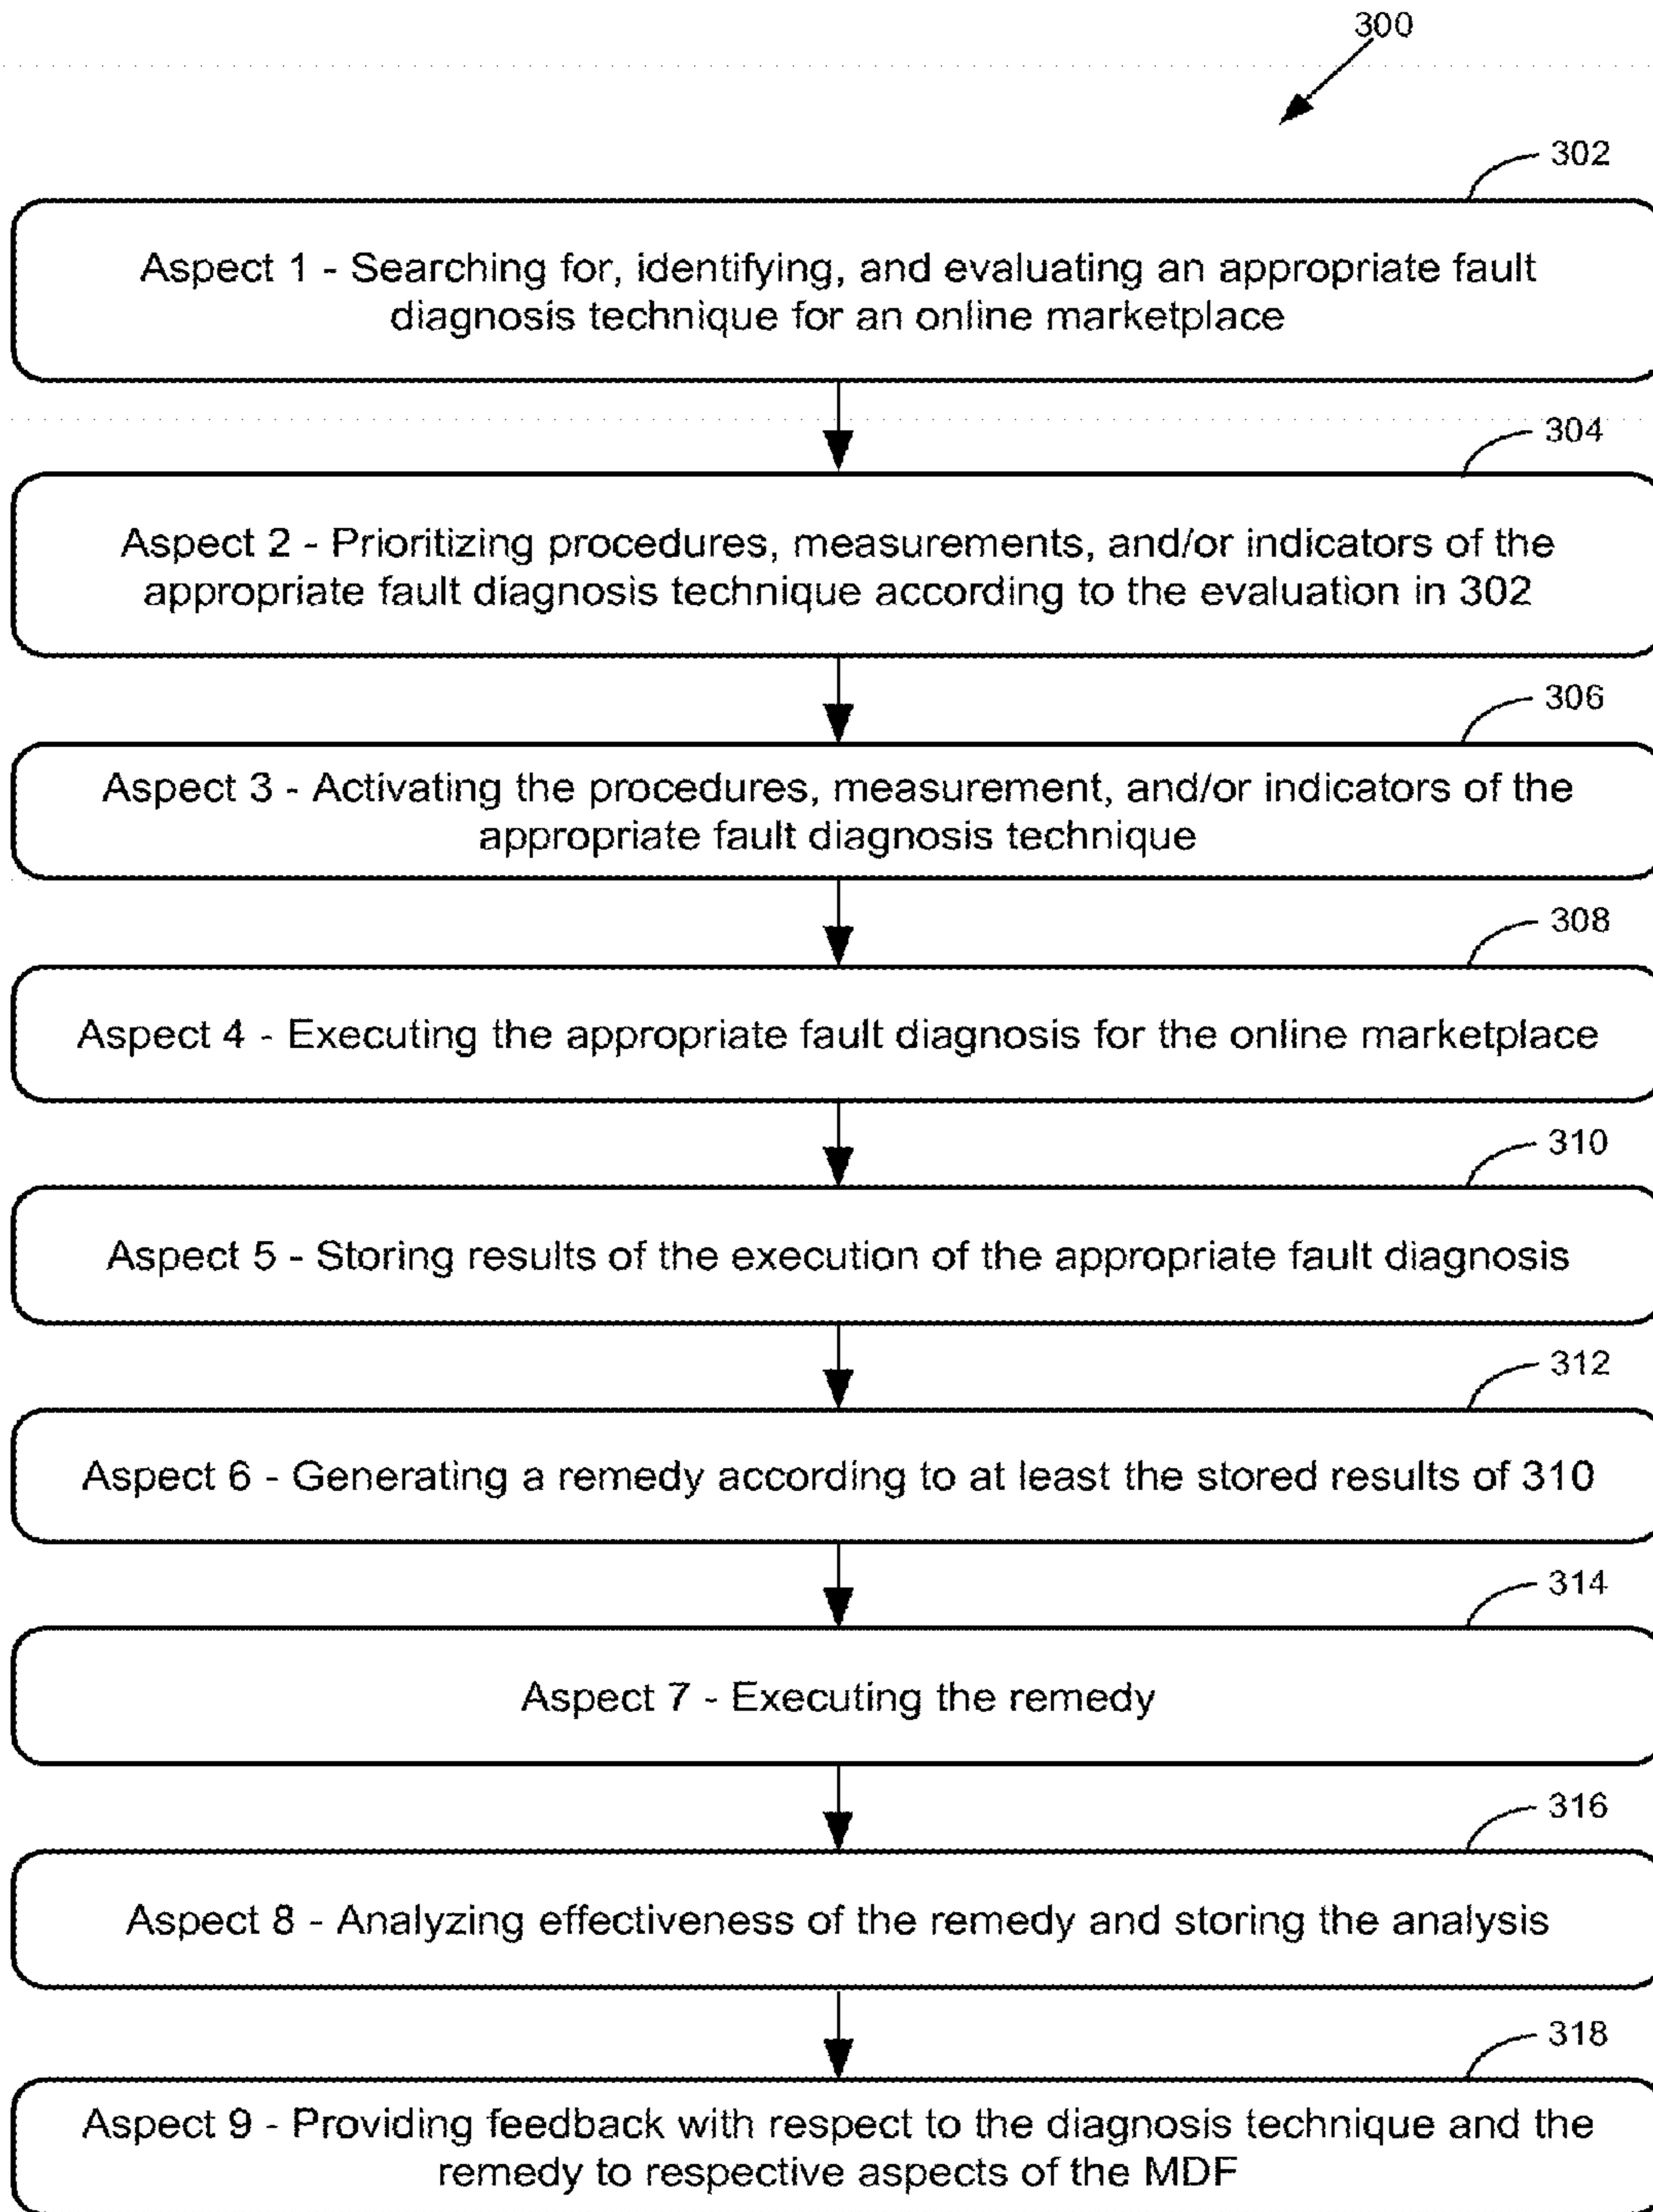 300
302
Aspect 1 - Searching for, identifying, and evaluating an appropriate fault
diagnosis technique for an online marketplace
304
Aspect 2 - Prioritizing procedures, measurements, and/or indicators of the
appropriate fault diagnosis technique according to the evaluation in 302
306
Aspect 3 - Activating the procedures, measurement, and/or indicators of the
appropriate fault diagnosis technique
308
Aspect 4 - Executing the appropriate fault diagnosis for the online marketplace
310
Aspect 5 - Storing results of the execution of the appropriate fault diagnosis
312
Aspect 6 - Generating a remedy according to at least the stored results of 310
314
Aspect 7 - Executing the remedy
316
Aspect 8 - Analyzing effectiveness of the remedy and storing the analysis
318
Aspect 9 - Providing feedback with respect to the diagnosis technique and the
remedy to respective aspects of the MDF